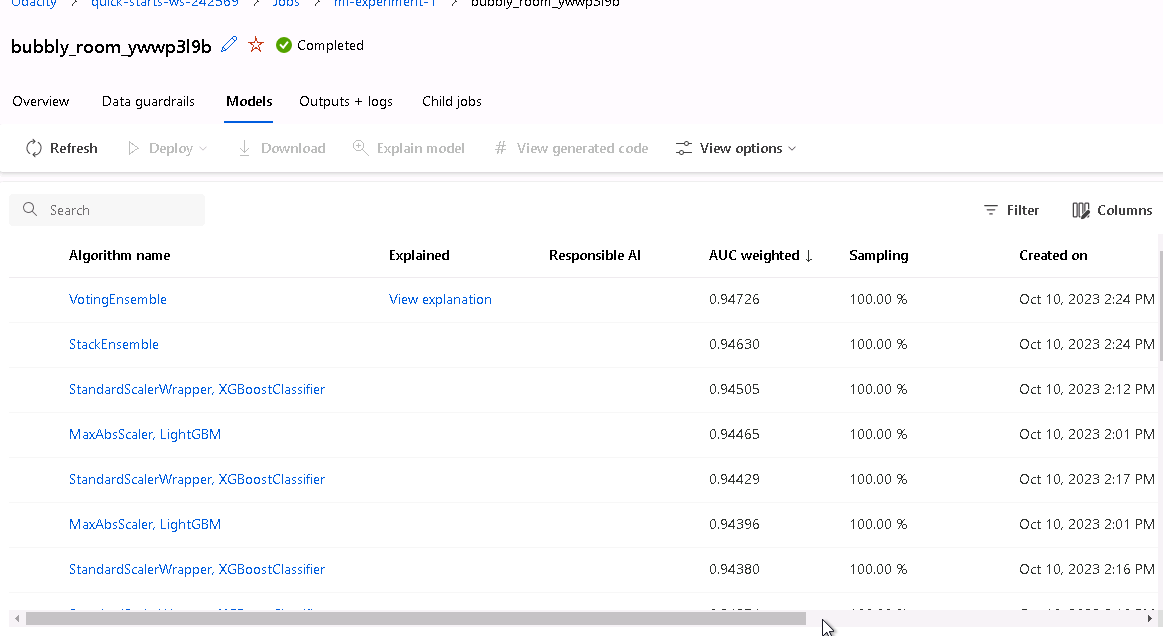 Udacity > quick-starts-ws-242569 > Jobs > ml-experiment-1 > bubbly_room_ywwp3l9b
bubbly_room_ywwp3l9b Completed
Overview Data guardrails Models Outputs + logs Child jobs
Refresh Deploy Download Explain model View generated code View options
Search Filter Columns
Algorithm name Explained Responsible AI AUC weighted ↓ Sampling Created on
VotingEnsemble View explanation 0.94726 100.00 % Oct 10, 2023 2:24 PM
StackEnsemble 0.94630 100.00 % Oct 10, 2023 2:24 PM
StandardScalerWrapper, XGBoostClassifier 0.94505 100.00 % Oct 10, 2023 2:12 PM
MaxAbsScaler, LightGBM 0.94465 100.00 % Oct 10, 2023 2:01 PM
StandardScalerWrapper, XGBoostClassifier 0.94429 100.00 % Oct 10, 2023 2:17 PM
MaxAbsScaler, LightGBM 0.94396 100.00 % Oct 10, 2023 2:01 PM
StandardScalerWrapper, XGBoostClassifier 0.94380 100.00 % Oct 10, 2023 2:16 PM